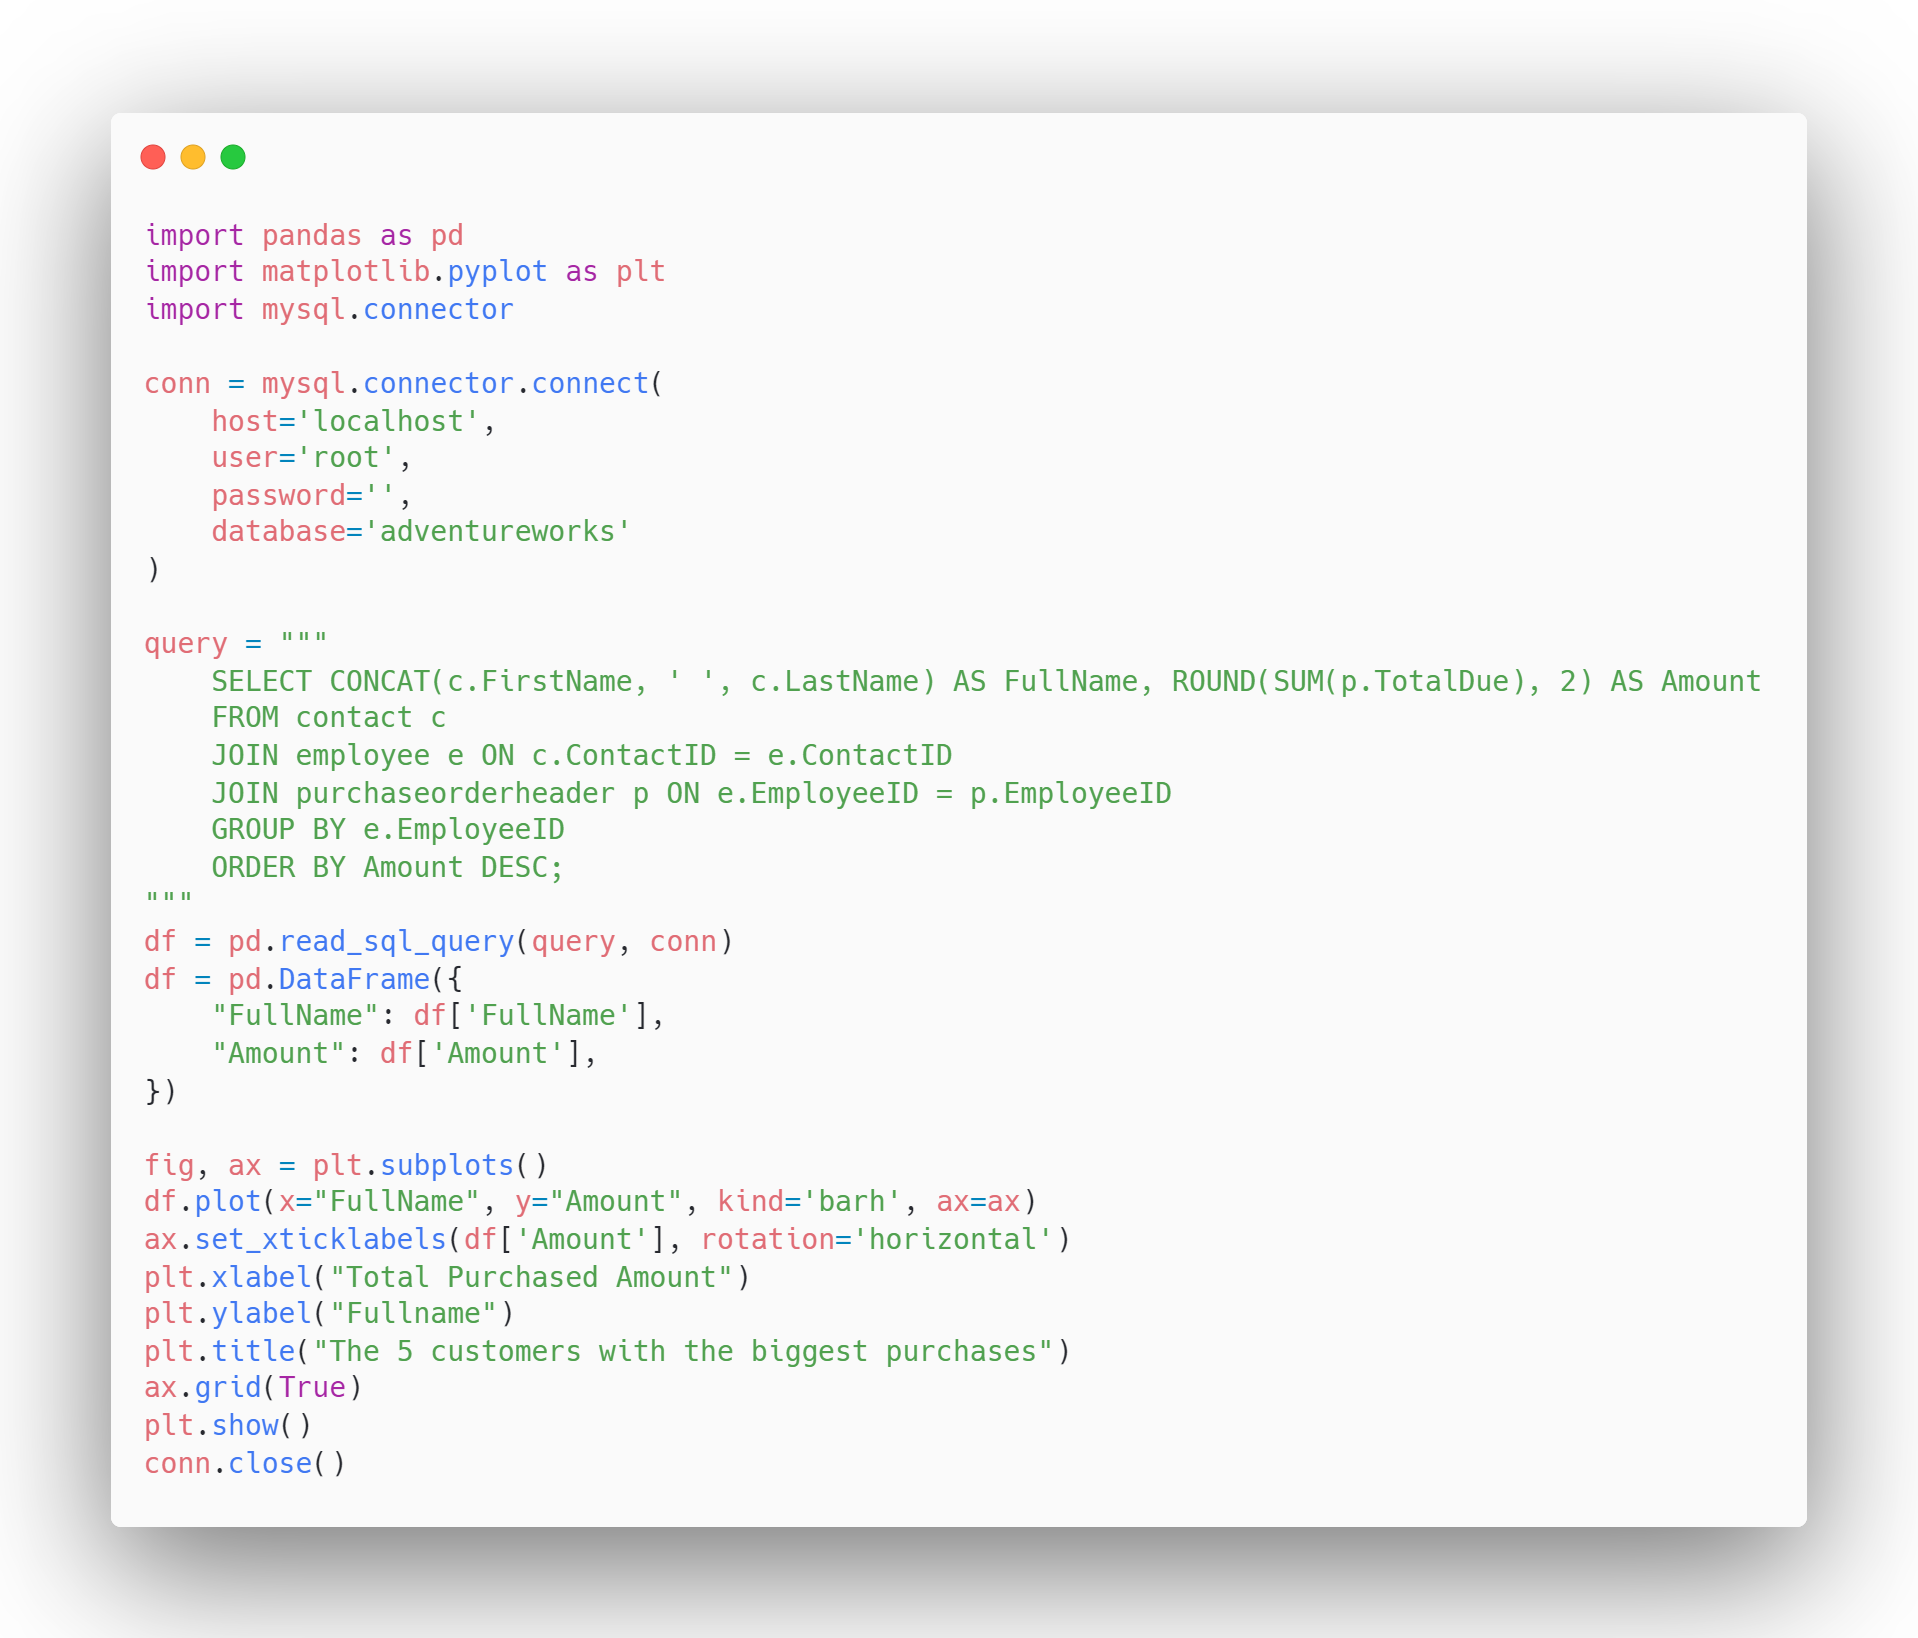 import pandas as pd
import matplotlib.pyplot as plt
import mysql.connector

conn = mysql.connector.connect(
    host='localhost',
    user='root',
    password='',
    database='adventureworks'
)

query = """
    SELECT CONCAT(c.FirstName, ' ', c.LastName) AS FullName, ROUND(SUM(p.TotalDue), 2) AS Amount
    FROM contact c
    JOIN employee e ON c.ContactID = e.ContactID
    JOIN purchaseorderheader p ON e.EmployeeID = p.EmployeeID
    GROUP BY e.EmployeeID
    ORDER BY Amount DESC;
"""
df = pd.read_sql_query(query, conn)
df = pd.DataFrame({
    "FullName": df['FullName'],
    "Amount": df['Amount'],
})

fig, ax = plt.subplots()
df.plot(x="FullName", y="Amount", kind='barh', ax=ax)
ax.set_xticklabels(df['Amount'], rotation='horizontal')
plt.xlabel("Total Purchased Amount")
plt.ylabel("Fullname")
plt.title("The 5 customers with the biggest purchases")
ax.grid(True)
plt.show()
conn.close()